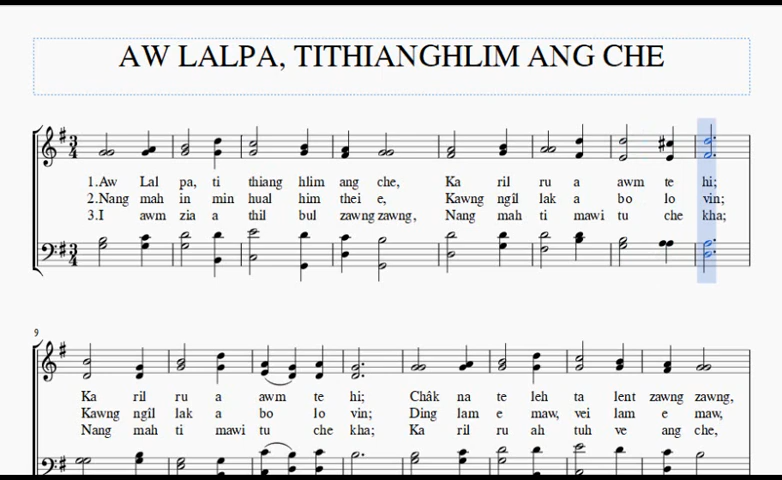 AW LALPA, TITHIANGHLIM ANG CHE
1.Aw Lal pa, ti thiang hlim ang che, Ka ril ru a awm te hi;
2.Nang mah in min hual him thei e, Kawng ngil lak a bo lo vin;
3.I awm zia a thil bul zawng zawng, Nang mah ti mawi tu che kha;
9
Ka ril ru a awm te hi; Châk na te leh ta lent zawng zawng,
Kawng ngil lak a bo lo vin; Ding lam e maw, vei lam e maw,
Nang mah ti mawi tu che kha; Ka ril ru ah tuh ve ang che,